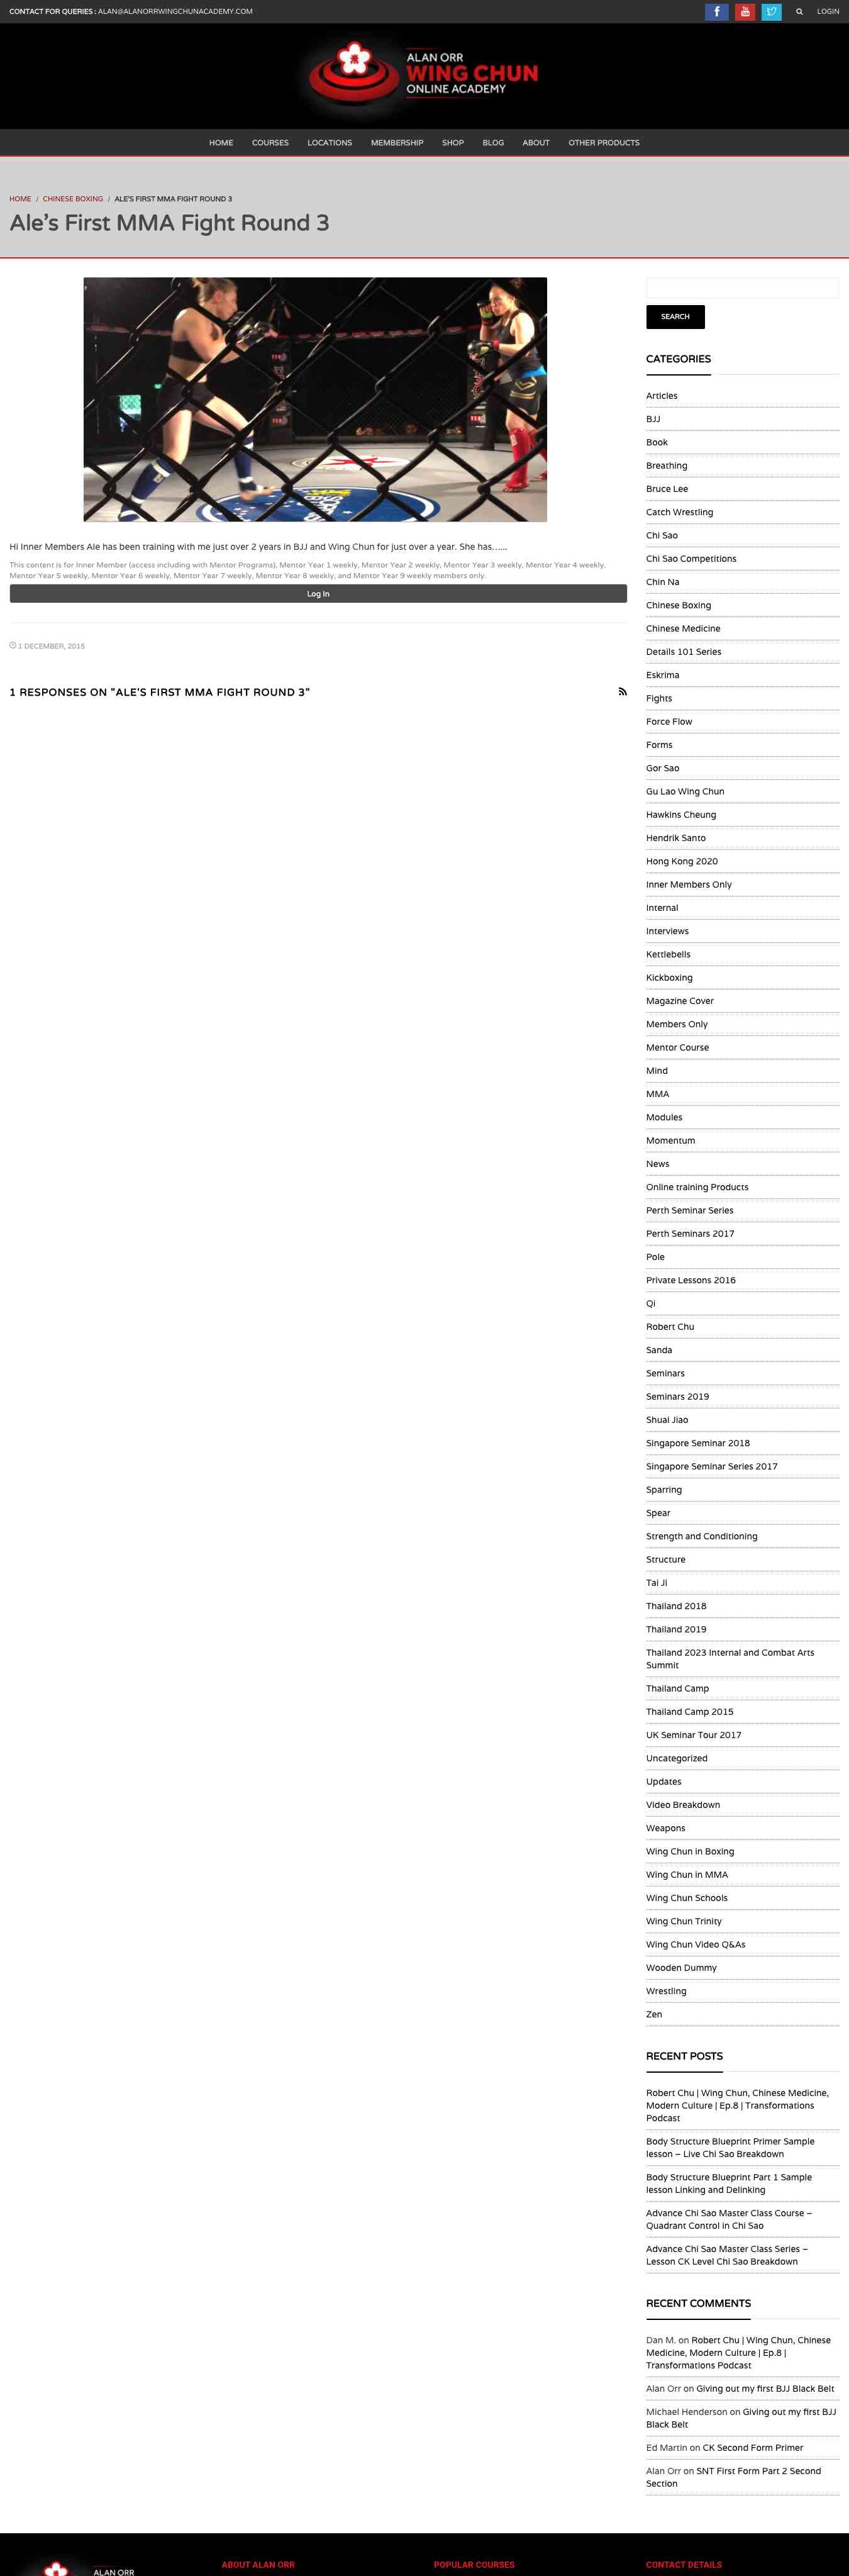 CONTACT FOR QUERIES : ALAN@ALANORRWINGCHUNACADEMY.COM
You Tube
LOGIN
ALAN ORR
WING CHUN
ONLINE ACADEMY
HOME COURSES LOCATIONS MEMBERSHIP SHOP BLOG ABOUT OTHER PRODUCTS
HOME / CHINESE BOXING / ALE'S FIRST MMA FIGHT ROUND 3
Ale’s First MMA Fight Round 3
Hi Inner Members Ale has been training with me just over 2 years in BJJ and Wing Chun for just over a year. She has…...
This content is for Inner Member (access including with Mentor Programs), Mentor Year 1 weekly, Mentor Year 2 weekly, Mentor Year 3 weekly, Mentor Year 4 weekly,
Mentor Year 5 weekly, Mentor Year 6 weekly, Mentor Year 7 weekly, Mentor Year 8 weekly, and Mentor Year 9 weekly members only.
Log In
1 DECEMBER, 2015
1 RESPONSES ON "ALE'S FIRST MMA FIGHT ROUND 3"
SEARCH
CATEGORIES
Articles
BJJ
Book
Breathing
Bruce Lee
Catch Wrestling
Chi Sao
Chi Sao Competitions
Chin Na
Chinese Boxing
Chinese Medicine
Details 101 Series
Eskrima
Fights
Force Flow
Forms
Gor Sao
Gu Lao Wing Chun
Hawkins Cheung
Hendrik Santo
Hong Kong 2020
Inner Members Only
Internal
Interviews
Kettlebells
Kickboxing
Magazine Cover
Members Only
Mentor Course
Mind
MMA
Modules
Momentum
News
Online training Products
Perth Seminar Series
Perth Seminars 2017
Pole
Private Lessons 2016
Qi
Robert Chu
Sanda
Seminars
Seminars 2019
Shuai Jiao
Singapore Seminar 2018
Singapore Seminar Series 2017
Sparring
Spear
Strength and Conditioning
Structure
Tai Ji
Thailand 2018
Thailand 2019
Thailand 2023 Internal and Combat Arts
Summit
Thailand Camp
Thailand Camp 2015
UK Seminar Tour 2017
Uncategorized
Updates
Video Breakdown
Weapons
Wing Chun in Boxing
Wing Chun in MMA
Wing Chun Schools
Wing Chun Trinity
Wing Chun Video Q&As
Wooden Dummy
Wrestling
Zen
RECENT POSTS
Robert Chu | Wing Chun, Chinese Medicine,
Modern Culture | Ep.8 | Transformations
Podcast
Body Structure Blueprint Primer Sample
lesson – Live Chi Sao Breakdown
Body Structure Blueprint Part 1 Sample
lesson Linking and Delinking
Advance Chi Sao Master Class Course –
Quadrant Control in Chi Sao
Advance Chi Sao Master Class Series –
Lesson CK Level Chi Sao Breakdown
RECENT COMMENTS
Dan M. on Robert Chu | Wing Chun, Chinese
Medicine, Modern Culture | Ep.8 |
Transformations Podcast
Alan Orr on Giving out my first BJJ Black Belt
Michael Henderson on Giving out my first BJJ
Black Belt
Ed Martin on CK Second Form Primer
Alan Orr on SNT First Form Part 2 Second
Section
ALAN ORR
ABOUT ALAN ORR
POPULAR COURSES
CONTACT DETAILS